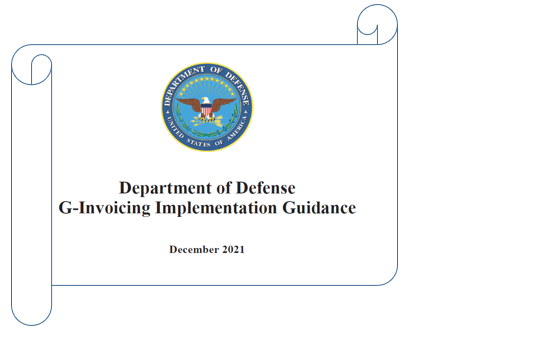 DEPARTMENT OF DEFENSE
UNITED STATES OF AMERICA
Department of Defense
G-Invoicing Implementation Guidance
December 2021